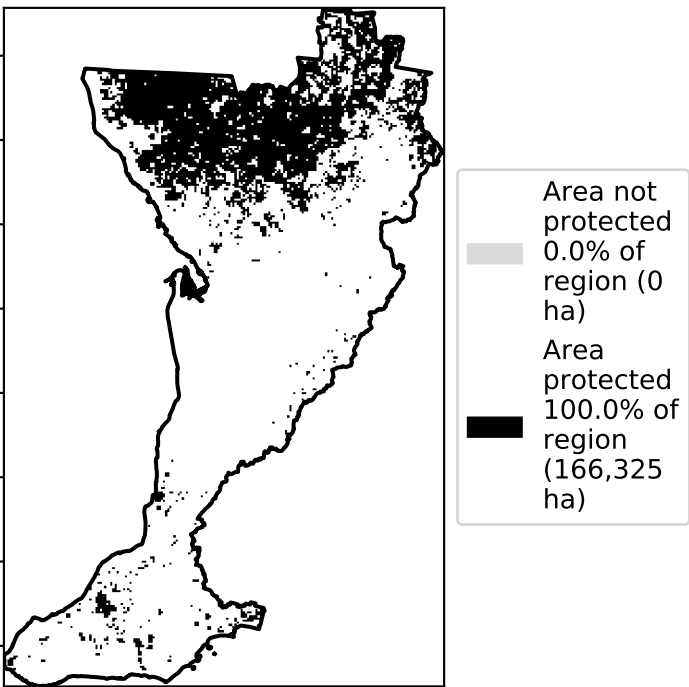 Area not
protected
0.0% of
region (0
ha)
Area
protected
100.0% of
region
(166,325
ha)